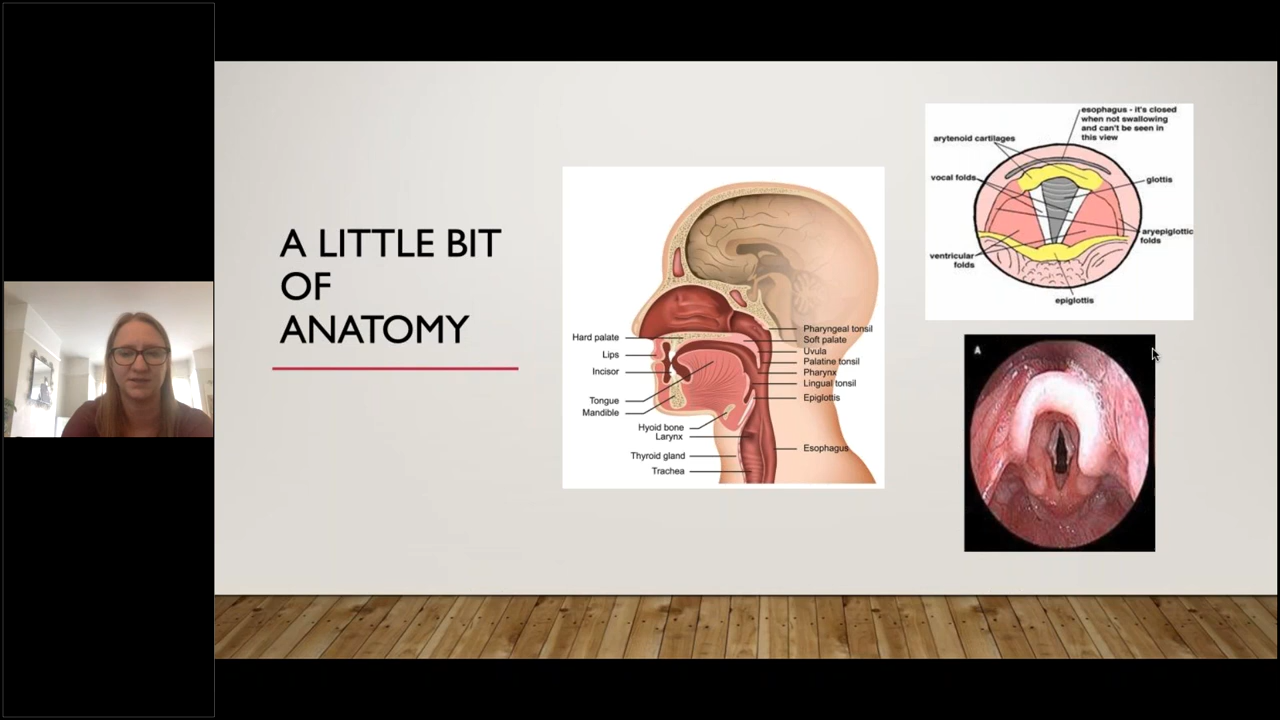 A LITTLE BIT
OF
ANATOMY
Hard palate
Lips
Incisor
Tongue
Mandible
Hyoid bone
Larynx
Thyroid gland
Trachea
Pharyngeal tonsil
Soft palate
Uvula
Palatine tonsil
Pharynx
Lingual tonsil
Epiglottis
Esophagus
esophagus - it's closed
when not swallowing
and can't be seen in
this view
arytenoid cartilages
vocal folds
glottis
aryepiglottic
folds
ventricular
folds
epiglottis
A